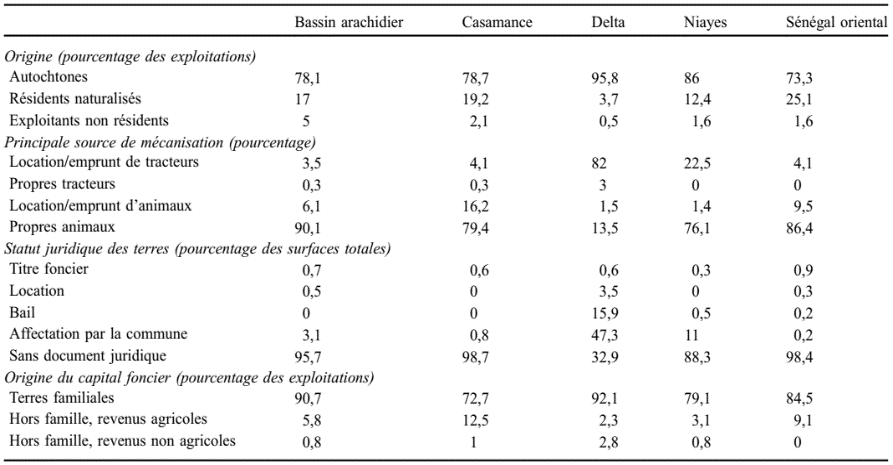 Bassin arachidier Casamance Delta Niayes Sénégal oriental
Origine (pourcentage des exploitations)
Autochtones 78,1 78,7 95,8 86 73,3
Résidents naturalisés 17 19,2 3,7 12,4 25,1
Exploitants non résidents 5 2,1 0,5 1,6 1,6
Principale source de mécanisation (pourcentage)
Location/emprunt de tracteurs 3,5 4,1 82 22,5 4,1
Propres tracteurs 0,3 0,3 3 0 0
Location/emprunt d'animaux 6,1 16,2 1,5 1,4 9,5
Propres animaux 90,1 79,4 13,5 76,1 86,4
Statut juridique des terres (pourcentage des surfaces totales)
Titre foncier 0,7 0,6 0,6 0,3 0,9
Location 0,5 0 3,5 0 0,3
Bail 0 0 15,9 0,5 0,2
Affectation par la commune 3,1 0,8 47,3 11 0,2
Sans document juridique 95,7 98,7 32,9 88,3 98,4
Origine du capital foncier (pourcentage des exploitations)
Terres familiales 90,7 72,7 92,1 79,1 84,5
Hors famille, revenus agricoles 5,8 12,5 2,3 3,1 9,1
Hors famille, revenus non agricoles 0,8 1 2,8 0,8 0